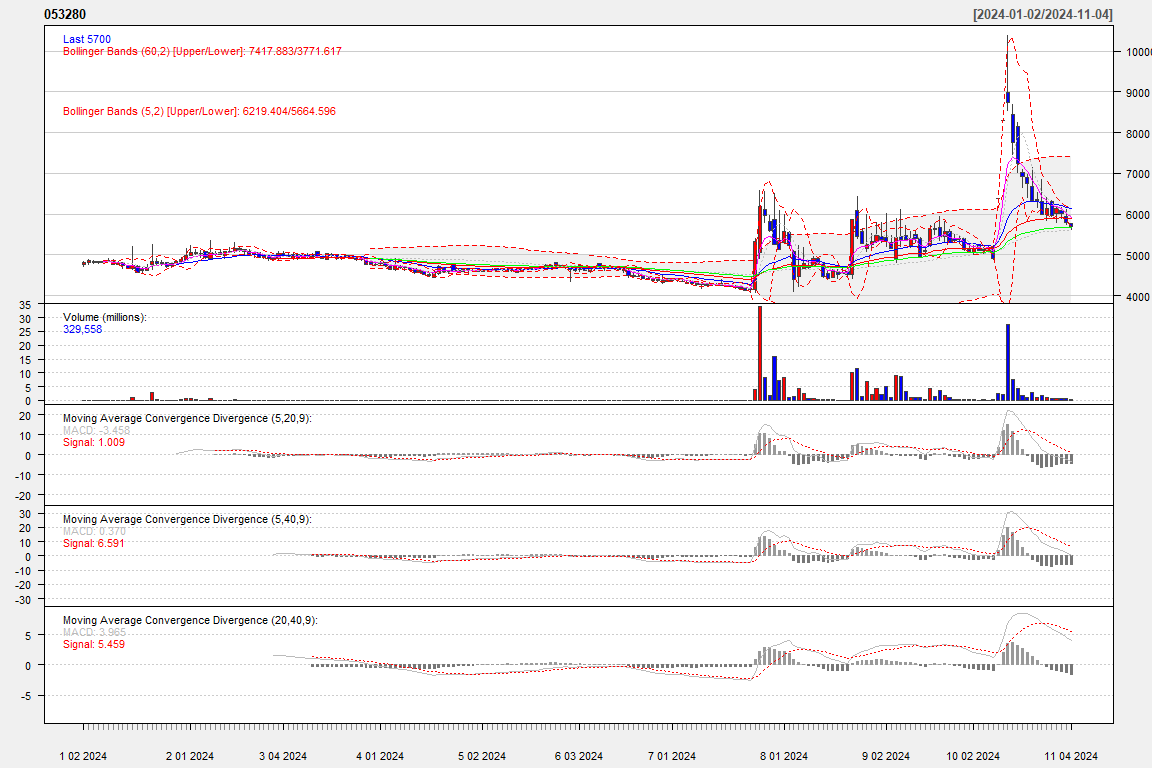 053280 [2024-01-02/2024-11-04]
Last 5700
Bollinger Bands (60,2) [Upper/Lower]: 7417.883/3771.617
10000
9000
Bollinger Bands (5,2) [Upper/Lower]: 6219.404/5664.596
8000
7000
6000
5000
4000
35
Volume (millions):
30
329,558
25
20
15
10
5
0
Moving Average Convergence Divergence (5,20,9):
20
MACD: -3.458
10
Signal: 1.009
0
-10
-20
Moving Average Convergence Divergence (5,40,9):
30
MACD: 0.370
20
Signal: 6.591
10
0
-10
-20
-30
Moving Average Convergence Divergence (20,40,9):
MACD: 3.965
5
Signal: 5.459
0
-5
1 02 2024 2 01 2024 3 04 2024 4 01 2024 5 02 2024 6 03 2024 7 01 2024 8 01 2024 9 02 2024 10 02 2024 11 04 2024